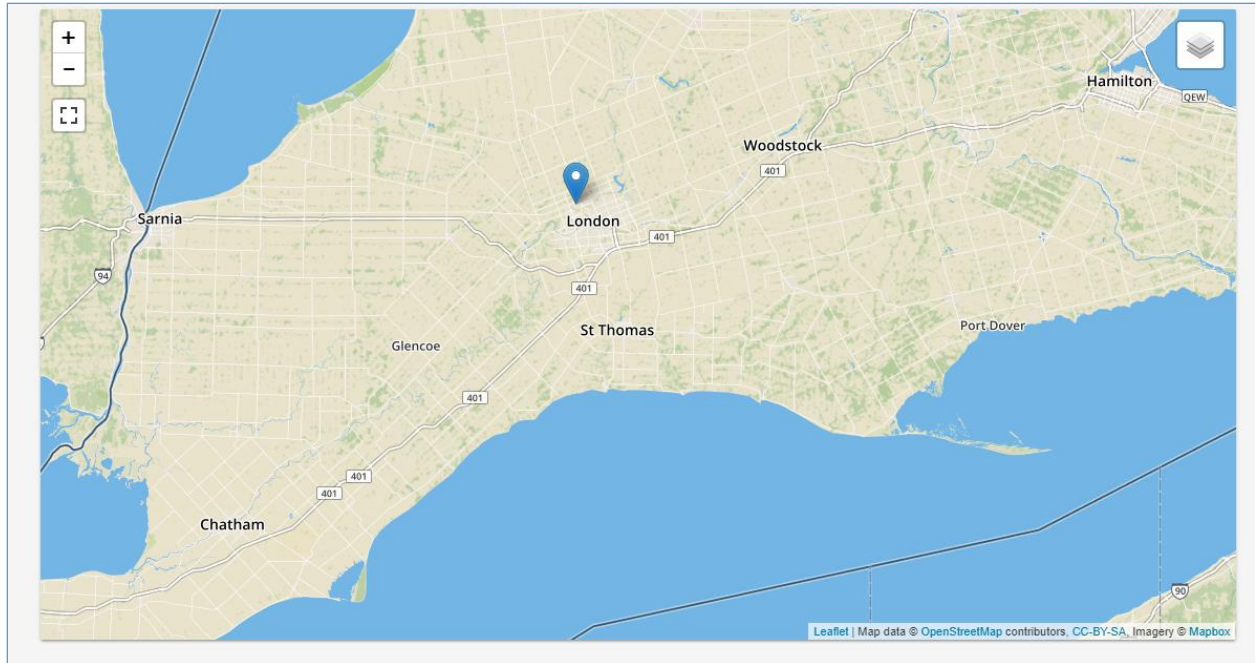 +
−
Hamilton
QEW
Woodstock
401
Sarnia
London
401
94
401
St Thomas
Port Dover
Glencoe
401
401
401
Chatham
90
Leaflet | Map data © OpenStreetMap contributors, CC-BY-SA, Imagery © Mapbox